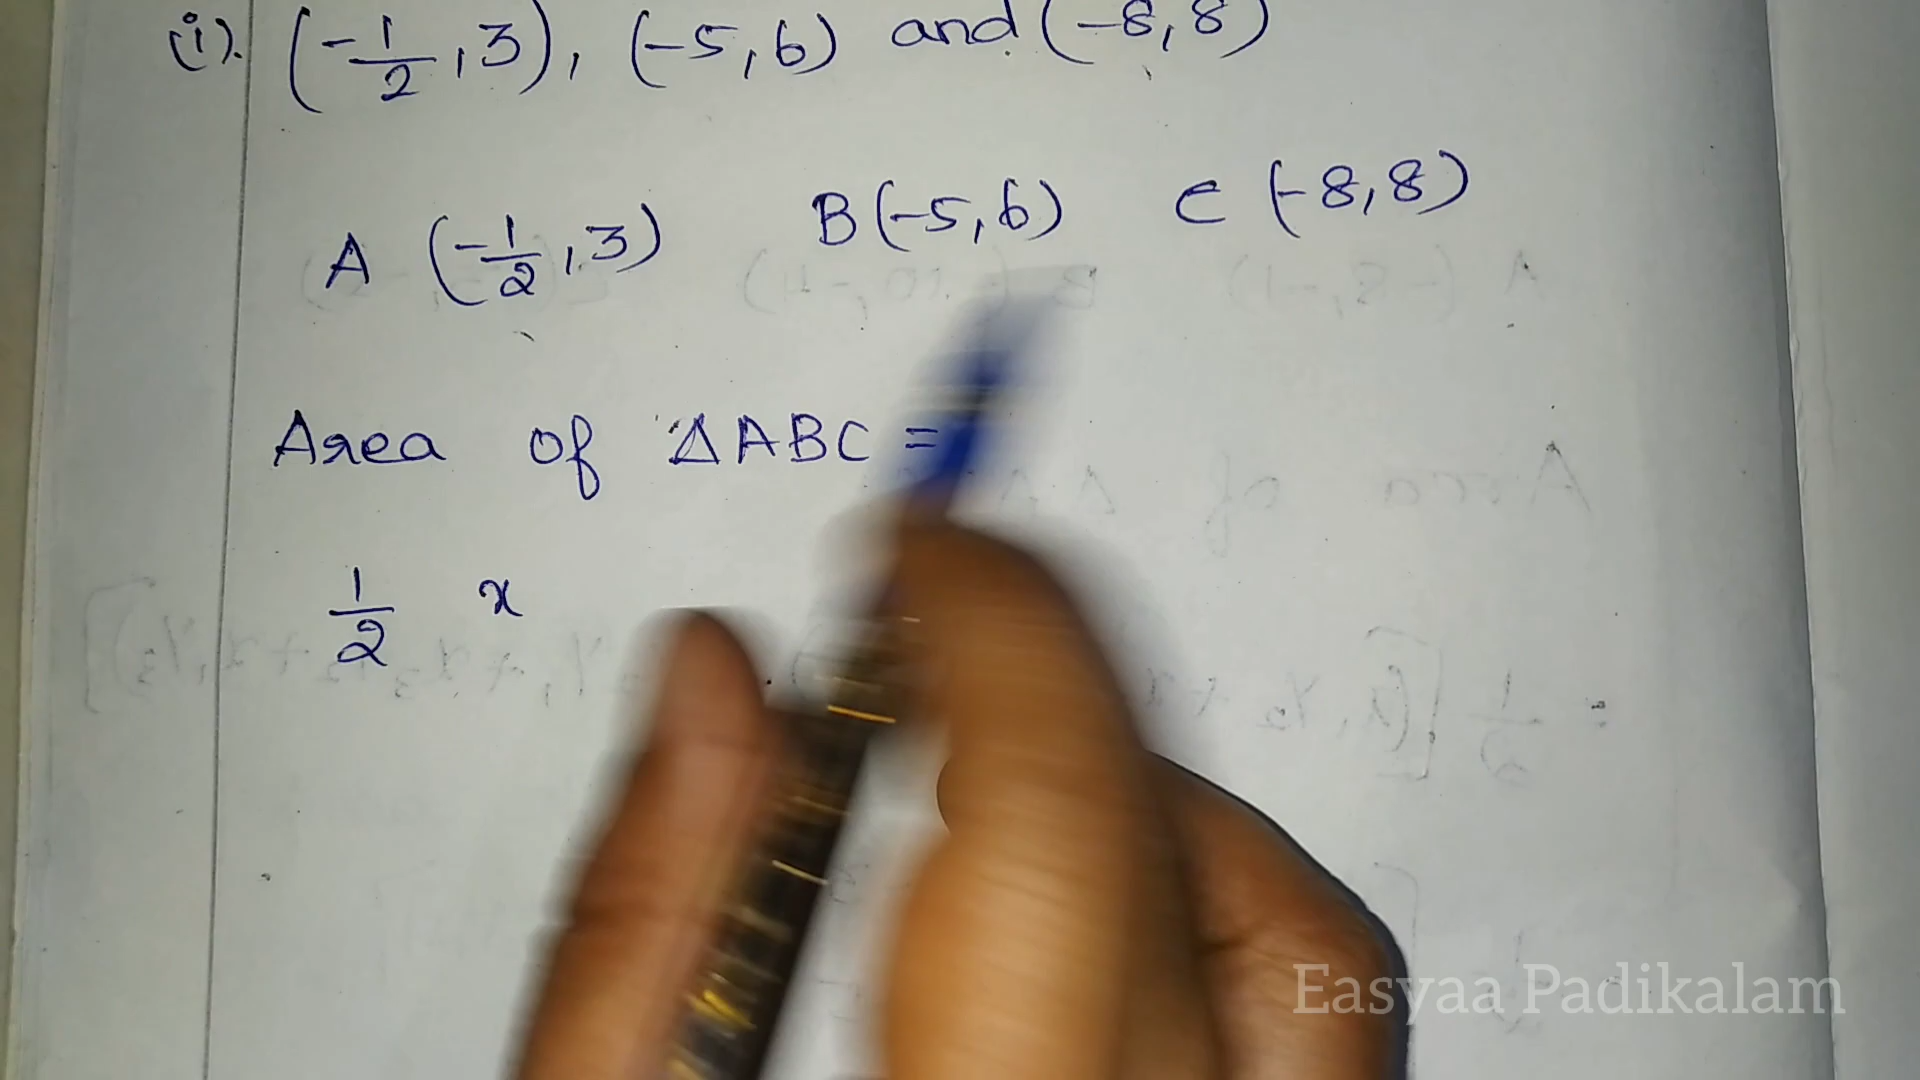 (i). (-1/2, 3), (-5, 6) and (-8, 8)
A (-1/2, 3) B(-5, 6) C (-8, 8)
Area of ΔABC =
1/2 x
Easyaa Padikalam